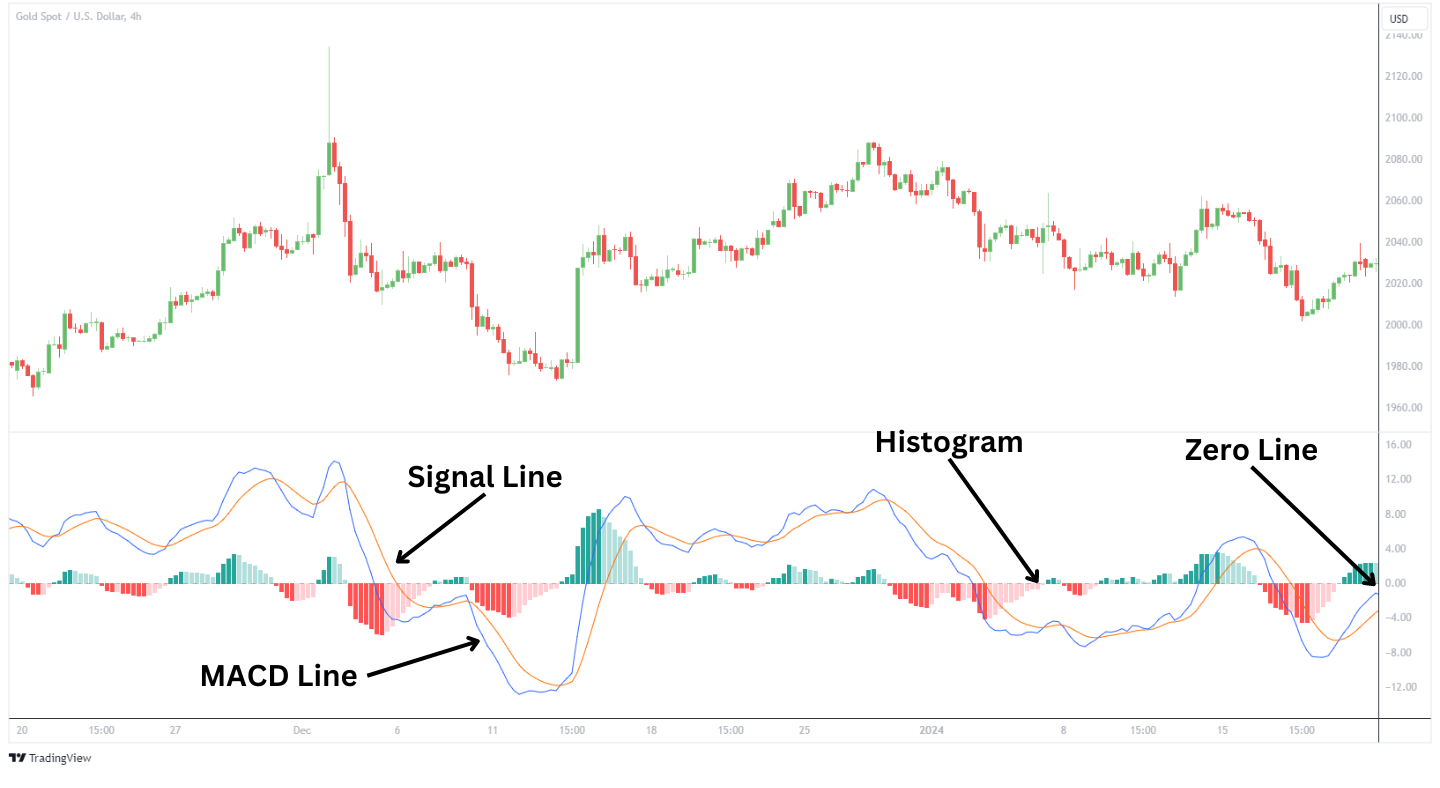 Gold Spot / U.S. Dollar, 4h
USD
2140.00
2120.00
2100.00
2080.00
2060.00
2040.00
2020.00
2000.00
1980.00
1960.00
Histogram
Zero Line
Signal Line
MACD Line
16.00
12.00
8.00
4.00
0.00
−4.00
−8.00
−12.00
20 15:00 27 Dec 6 11 15:00 18 15:00 25 2024 8 15:00 15 15:00
TradingView